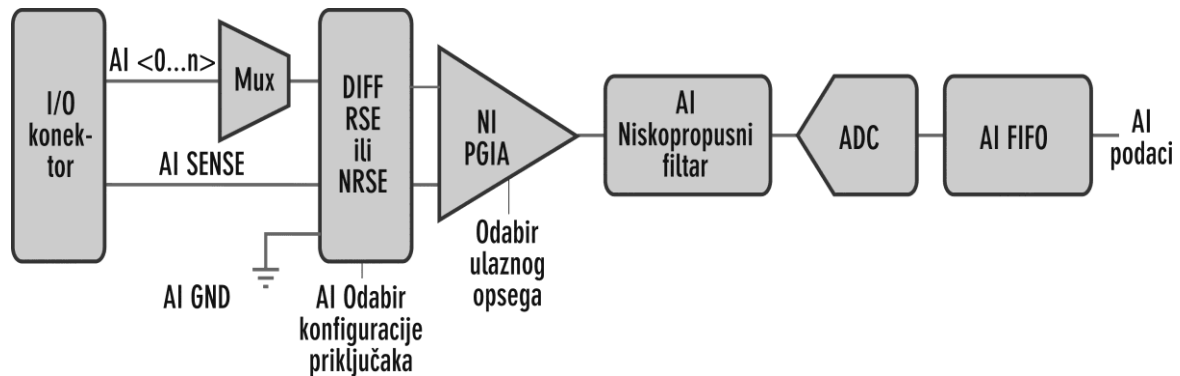 I/O
konek-
tor
AI <0...n>
Mux
AI SENSE
AI GND
DIFF
RSE
ili
NRSE
AI Odabir
konfiguracije
priključaka
NI
PGIA
Odabir
ulaznog
opsega
AI
Niskopropusni
filtar
ADC
AI FIFO
AI
podaci